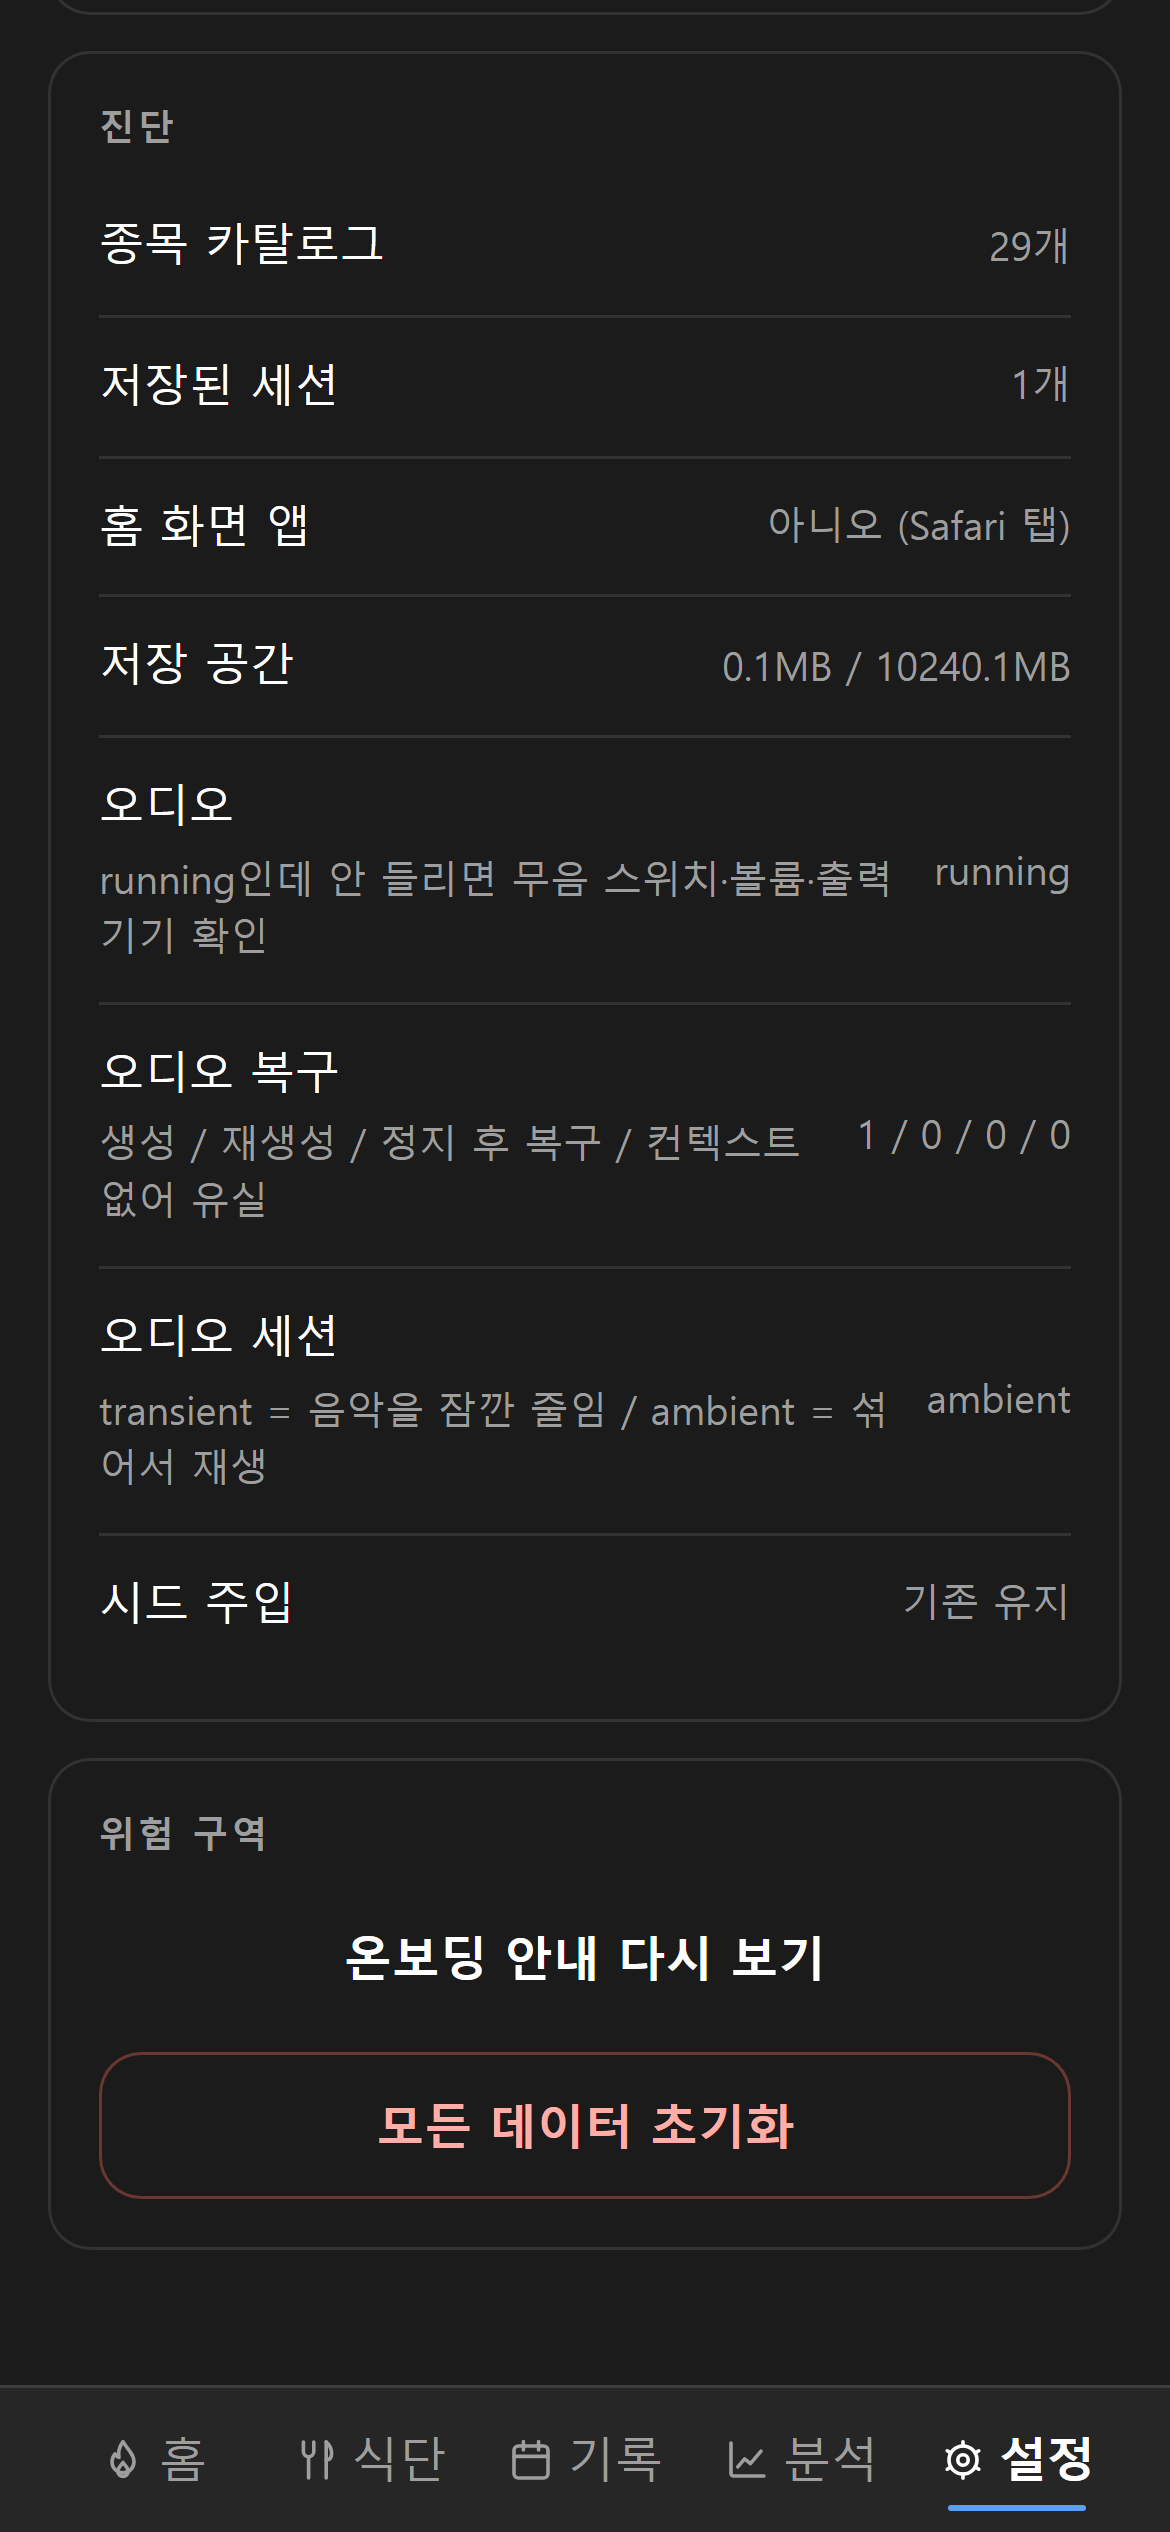 진단
종목 카탈로그
29개
저장된 세션
1개
홈 화면 앱
아니오 (Safari 탭)
저장 공간
0.1MB / 10240.1MB
오디오
running인데 안 들리면 무음 스위치·볼륨·출력
기기 확인
running
오디오 복구
생성 / 재생성 / 정지 후 복구 / 컨텍스트
없어 유실
1 / 0 / 0 / 0
오디오 세션
transient = 음악을 잠깐 줄임 / ambient = 섞
어서 재생
ambient
시드 주입
기존 유지
위험 구역
온보딩 안내 다시 보기
모든 데이터 초기화
홈
식단
기록
분석
설정